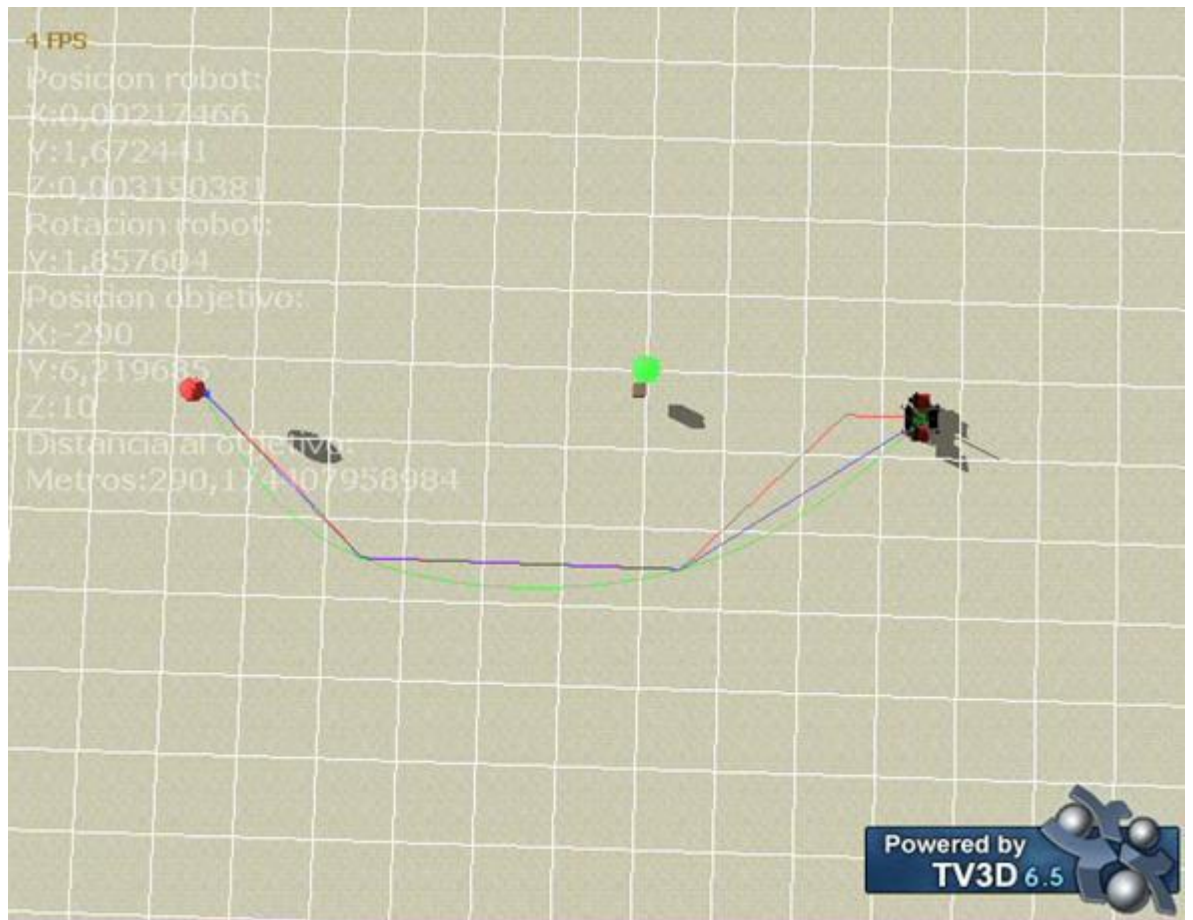 4 FPS
Posicion robot:
X:0,00217466
Y:1,672441
Z:0,003190381
Rotacion robot:
Y:1,857604
Posicion objetivo:
X:-290
Y:6,219685
Z:10
Distancia al objetivo:
Metros:290,174407958984
Powered by
TV3D 6.5